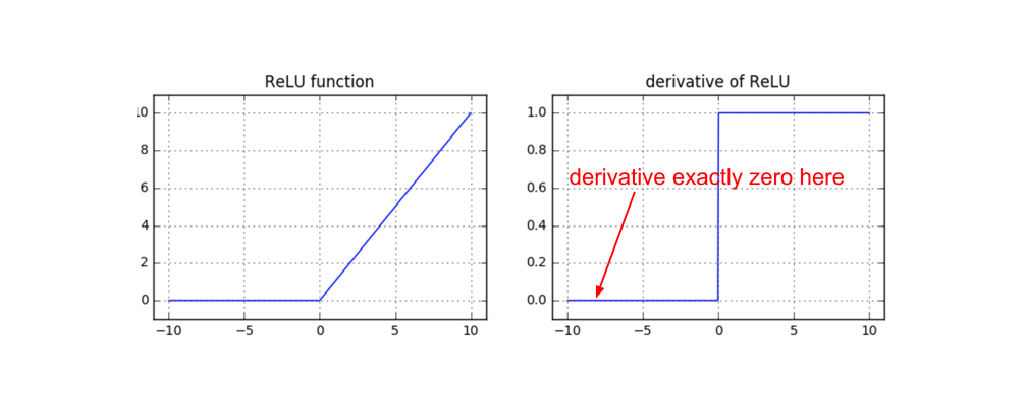 ReLU function
10
8
6
4
2
0
−10 −5 0 5 10
derivative of ReLU
1.0
0.8
derivative exactly zero here
0.6
0.4
0.2
0.0
−10 −5 0 5 10